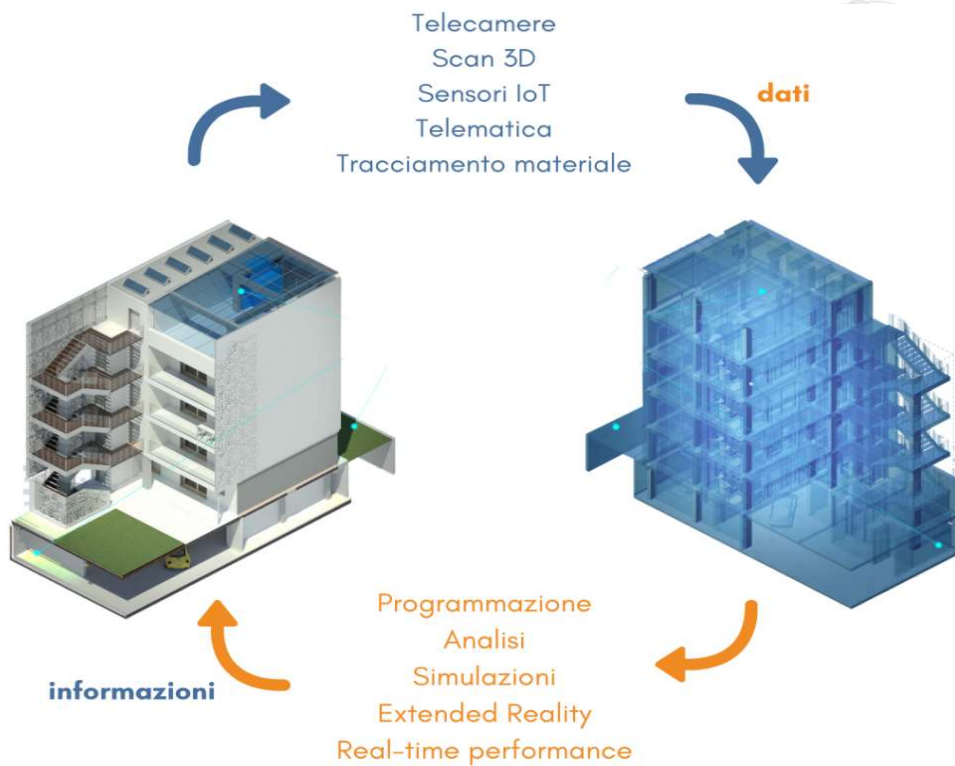 Telecamere
Scan 3D
Sensori IoT
Telematica
Tracciamento materiale
dati
Programmazione
Analisi
Simulazioni
Extended Reality
Real-time performance
informazioni